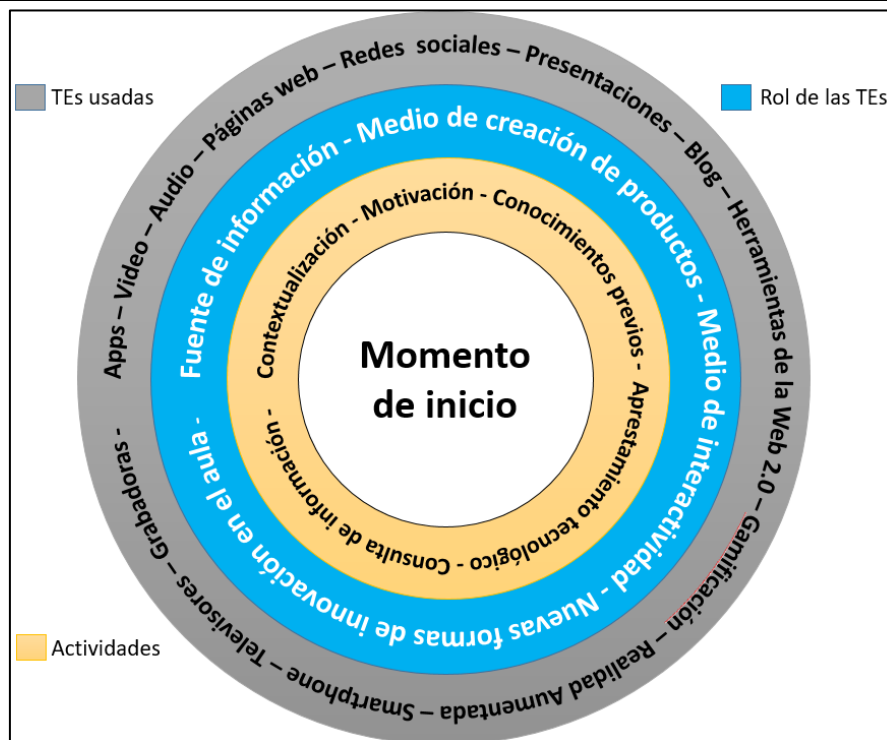 TEs usadas
Rol de las TEs
Apps – Video – Audio – Páginas web – Redes sociales – Presentaciones – Blog – Herramientas de la Web 2.0 – Gamificación – Realidad Aumentada – Smartphone – Televisores – Grabadoras -
Fuente de información - Medio de creación de productos - Medio de interactividad - Nuevas formas de innovación en el aula -
Contextualización - Motivación - Conocimientos previos - Aprestamiento tecnológico - Consulta de información -
Momento
de inicio
Actividades